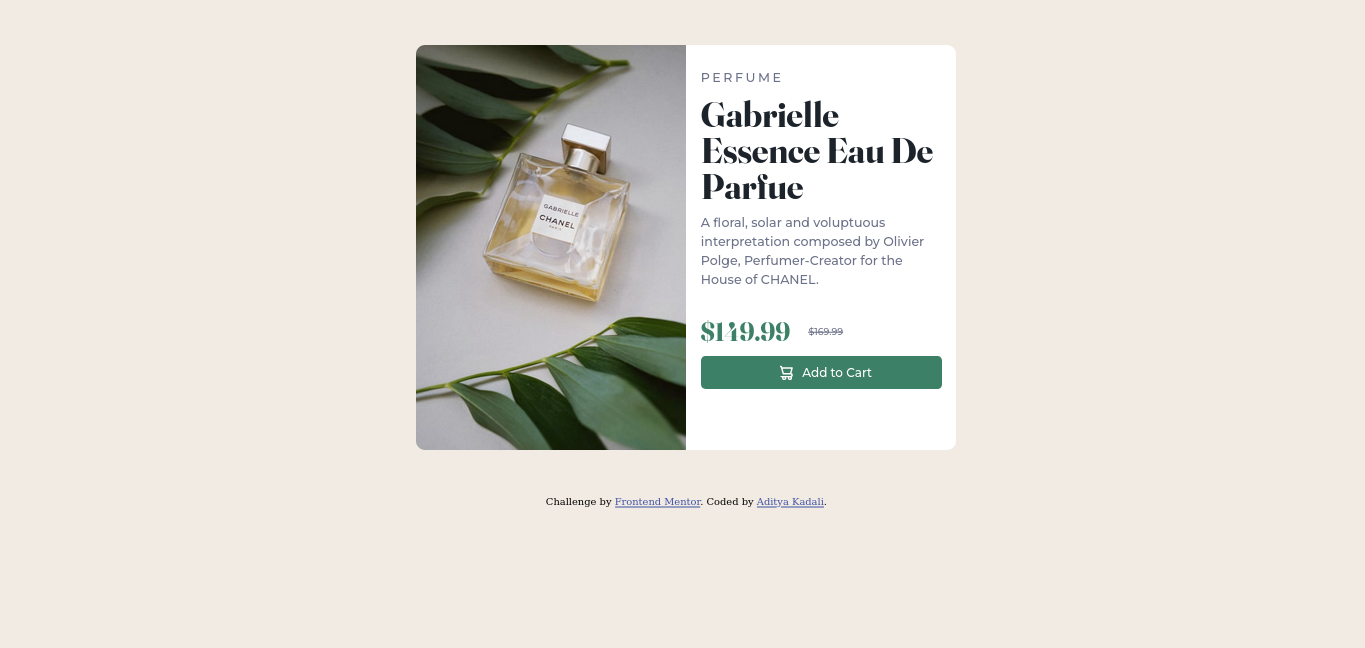 GABRIELLE
CHANEL
PARIS
PERFUME
Gabrielle
Essence Eau De
Parfue
A floral, solar and voluptuous
interpretation composed by Olivier
Polge, Perfumer-Creator for the
House of CHANEL.
$149.99 $169.99
Add to Cart
Challenge by Frontend Mentor. Coded by Aditya Kadali.